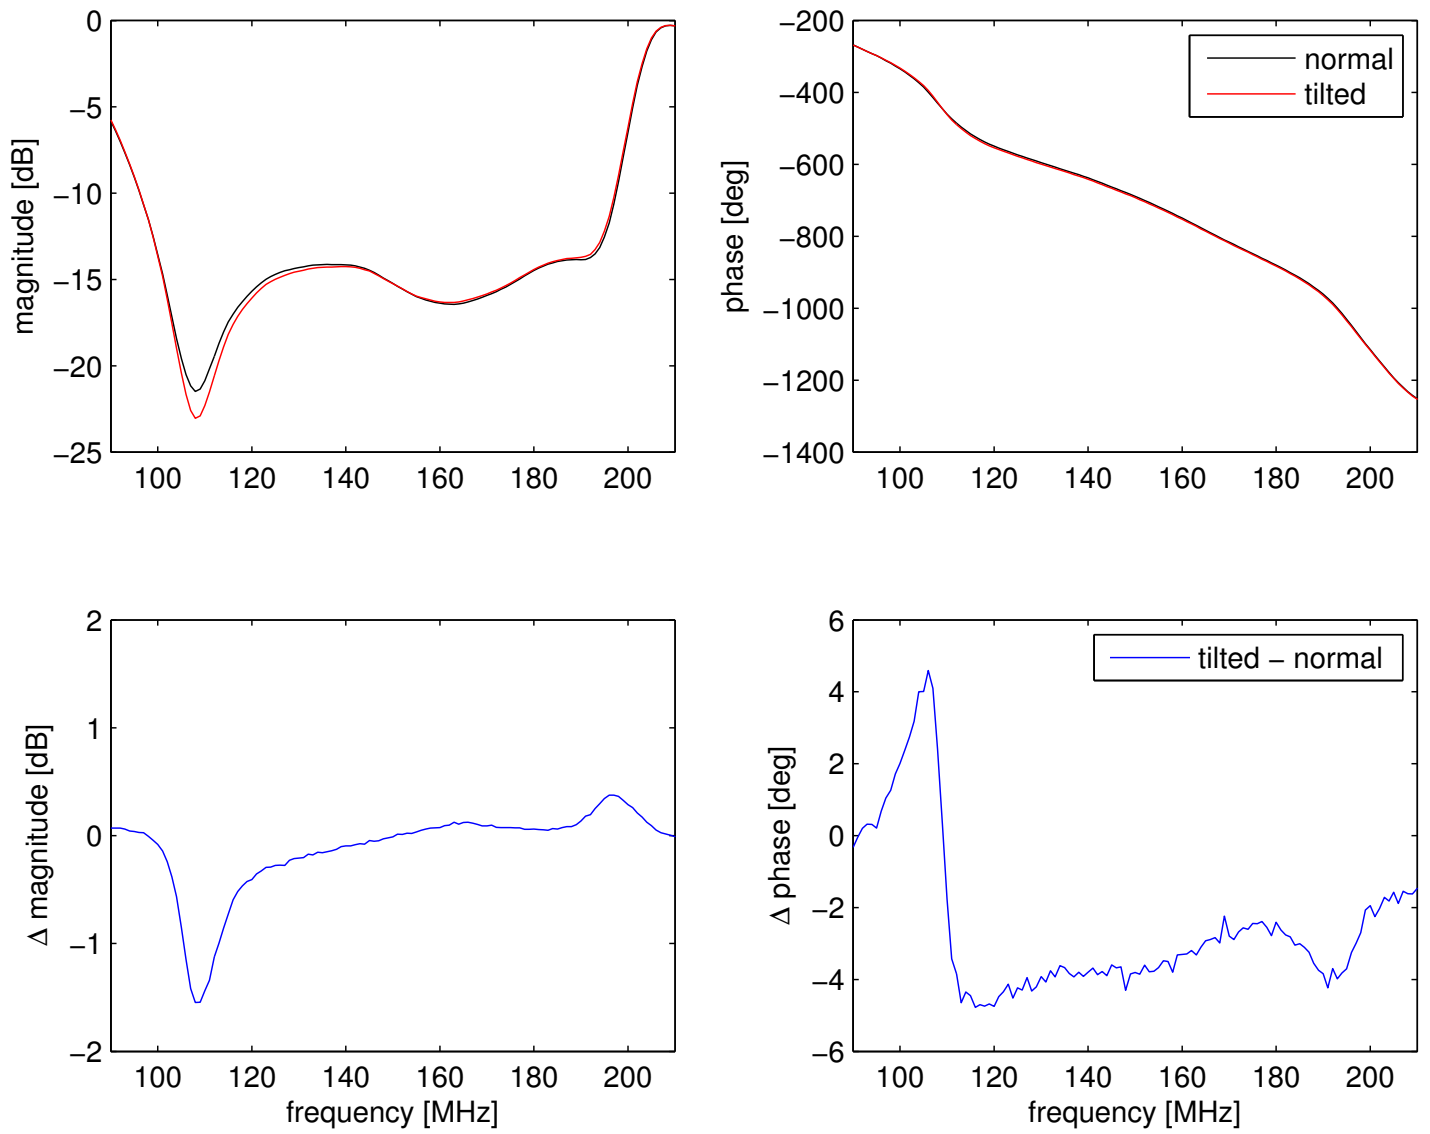 0
−5
−10
−15
−20
−25
100 120 140 160 180 200
magnitude [dB]
−200
−400
−600
−800
−1000
−1200
−1400
100 120 140 160 180 200
phase [deg]
normal
tilted
2
1
0
−1
−2
100 120 140 160 180 200
Δ magnitude [dB]
frequency [MHz]
6
4
2
0
−2
−4
−6
100 120 140 160 180 200
Δ phase [deg]
frequency [MHz]
tilted − normal